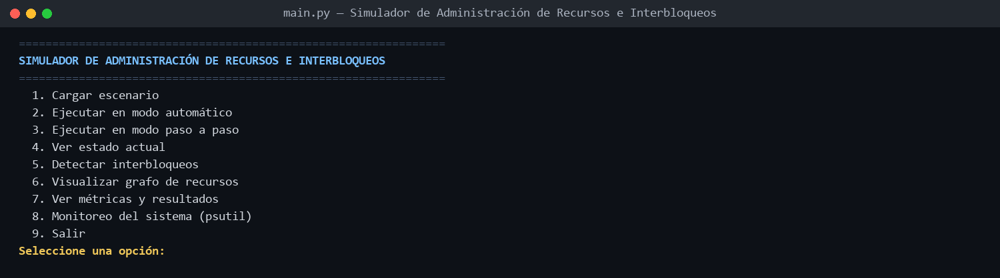 main.py — Simulador de Administración de Recursos e Interbloqueos
================================================================
SIMULADOR DE ADMINISTRACIÓN DE RECURSOS E INTERBLOQUEOS
================================================================
1. Cargar escenario
2. Ejecutar en modo automático
3. Ejecutar en modo paso a paso
4. Ver estado actual
5. Detectar interbloqueos
6. Visualizar grafo de recursos
7. Ver métricas y resultados
8. Monitoreo del sistema (psutil)
9. Salir
Seleccione una opción: